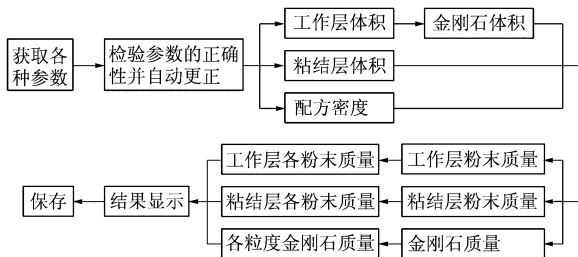 获取各
种参数
检验参数的正确
性并自动更正
工作层体积
金刚石体积
粘结层体积
配方密度
工作层各粉末质量
工作层粉末质量
保存
结果显示
粘结层各粉末质量
粘结层粉末质量
各粒度金刚石质量
金刚石质量